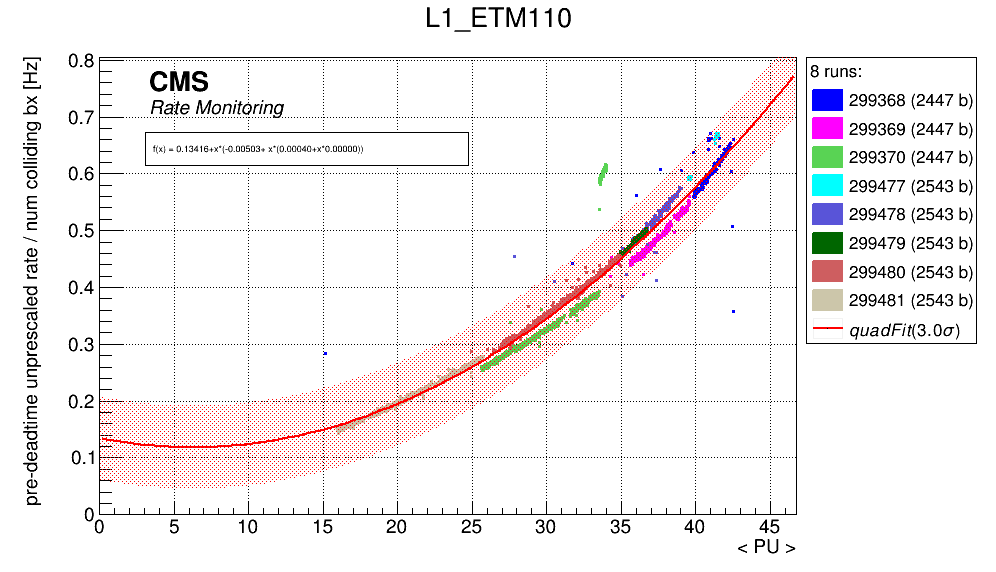 L1_ETM110
pre-deadtime unprescaled rate / num colliding bx [Hz]
0.8
0.7
0.6
0.5
0.4
0.3
0.2
0.1
0
CMS
Rate Monitoring
f(x) = 0.13416+x*(-0.00503+ x*(0.00040+x*0.00000))
0 5 10 15 20 25 30 35 40 45
< PU >
8 runs:
299368 (2447 b)
299369 (2447 b)
299370 (2447 b)
299477 (2543 b)
299478 (2543 b)
299479 (2543 b)
299480 (2543 b)
299481 (2543 b)
quadFit(3.0σ)